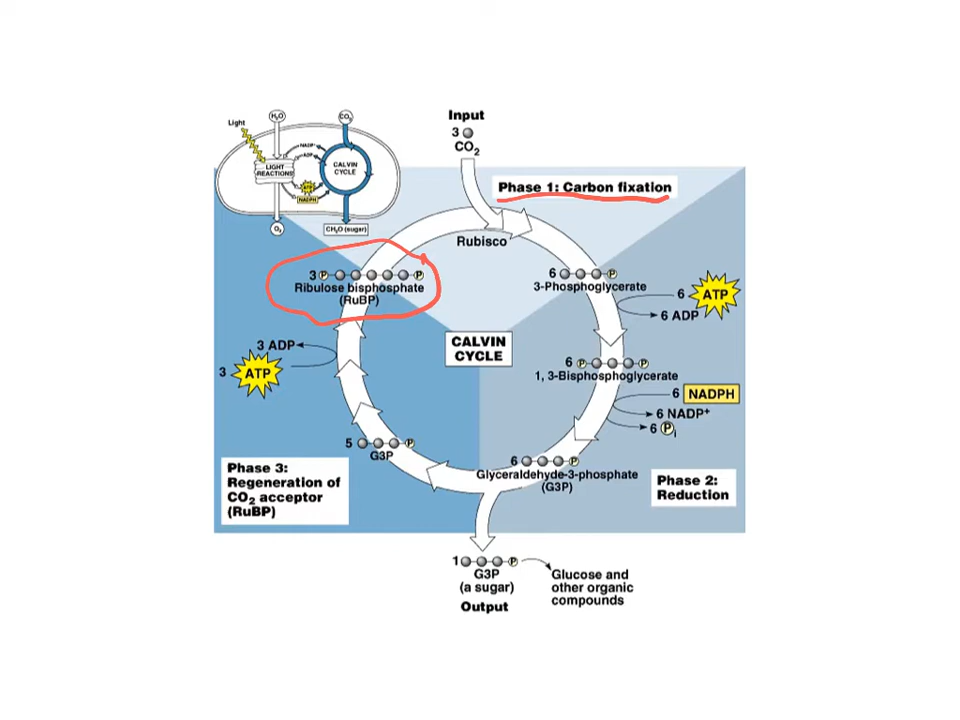 Input
3
CO₂
Light
H₂O
CO₂
NADP⁺
ADP
LIGHT
REACTIONS
CALVIN
CYCLE
ATP
NADPH
O₂
CH₂O (sugar)
Phase 1: Carbon fixation
Rubisco
3 P P
Ribulose bisphosphate
(RuBP)
6 P
3-Phosphoglycerate
6 ATP
6 ADP
CALVIN
CYCLE
3 ADP
3 ATP
6 P P
1, 3-Bisphosphoglycerate
6 NADPH
6 NADP⁺
6 Pi
5 P
G3P
6 P
Glyceraldehyde-3-phosphate
(G3P)
Phase 3:
Regeneration of
CO₂ acceptor
(RuBP)
Phase 2:
Reduction
1 P
G3P
(a sugar)
Output
Glucose and
other organic
compounds